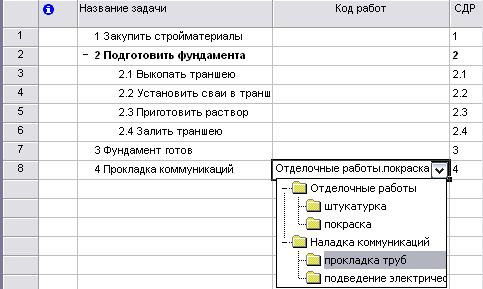 Название задачи Код работ СДР
1 1 Закупить стройматериалы 1
2 2 Подготовить фундамента 2
3 2.1 Выкопать траншею 2.1
4 2.2 Установить сваи в транш 2.2
5 2.3 Приготовить раствор 2.3
6 2.4 Залить траншею 2.4
7 3 Фундамент готов 3
8 4 Прокладка коммуникаций Отделочные работы.покраска 4
Отделочные работы
штукатурка
покраска
Наладка коммуникаций
прокладка труб
подведение электричес